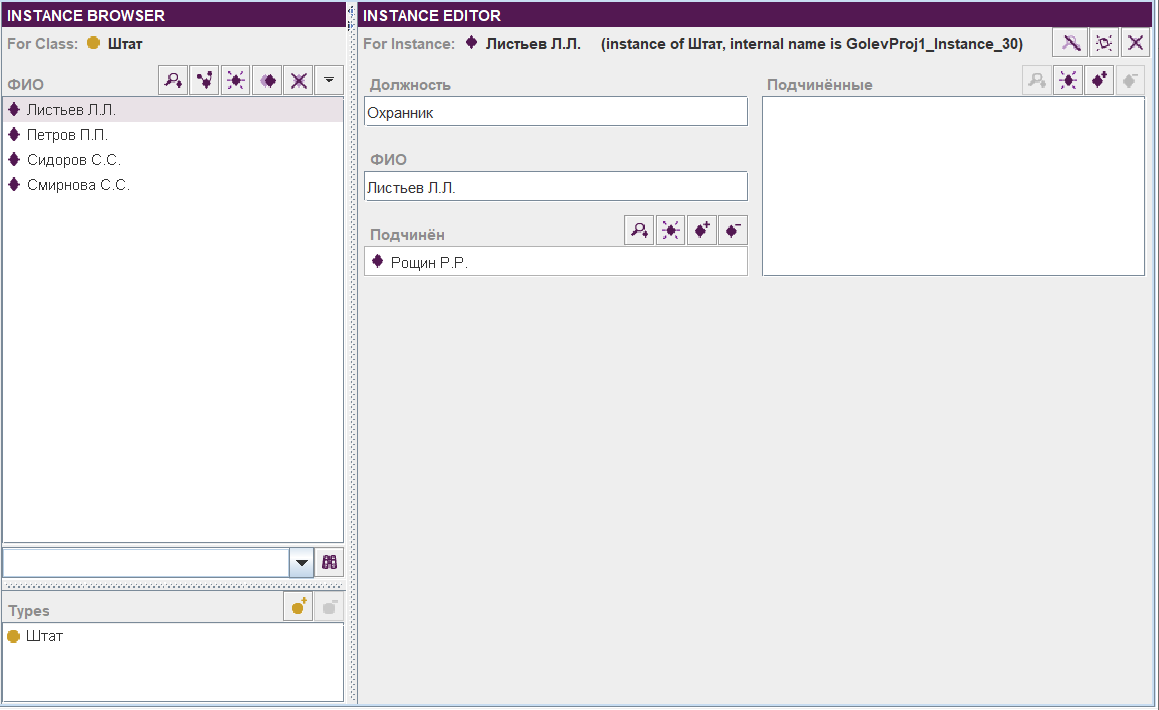 INSTANCE BROWSER
For Class: Штат
ФИО
Листьев Л.Л.
Петров П.П.
Сидоров С.С.
Смирнова С.С.
Types
Штат
INSTANCE EDITOR
For Instance: Листьев Л.Л. (instance of Штат, internal name is GolevProj1_Instance_30)
Должность
Охранник
ФИО
Листьев Л.Л.
Подчинён
Рощин Р.Р.
Подчинённые